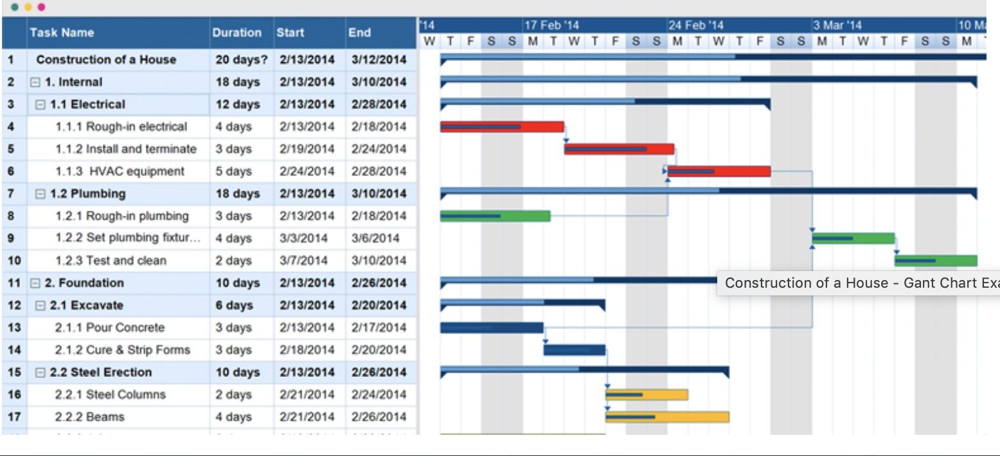 Task Name Duration Start End '14 17 Feb '14 24 Feb '14 3 Mar '14 10
W T F S S M T W T F S S M T W T F S S M T W T F S S M
1 Construction of a House 20 days? 2/13/2014 3/12/2014
2 1. Internal 18 days 2/13/2014 3/10/2014
3 1.1 Electrical 12 days 2/13/2014 2/28/2014
4 1.1.1 Rough-in electrical 4 days 2/13/2014 2/18/2014
5 1.1.2 Install and terminate 3 days 2/19/2014 2/24/2014
6 1.1.3 HVAC equipment 5 days 2/24/2014 2/28/2014
7 1.2 Plumbing 18 days 2/13/2014 3/10/2014
8 1.2.1 Rough-in plumbing 3 days 2/13/2014 2/18/2014
9 1.2.2 Set plumbing fixtur... 4 days 3/3/2014 3/6/2014
10 1.2.3 Test and clean 2 days 3/7/2014 3/10/2014
11 2. Foundation 10 days 2/13/2014 2/26/2014
Construction of a House - Gant Chart Exa
12 2.1 Excavate 6 days 2/13/2014 2/20/2014
13 2.1.1 Pour Concrete 3 days 2/13/2014 2/17/2014
14 2.1.2 Cure & Strip Forms 3 days 2/18/2014 2/20/2014
15 2.2 Steel Erection 10 days 2/13/2014 2/26/2014
16 2.2.1 Steel Columns 2 days 2/21/2014 2/24/2014
17 2.2.2 Beams 4 days 2/21/2014 2/26/2014